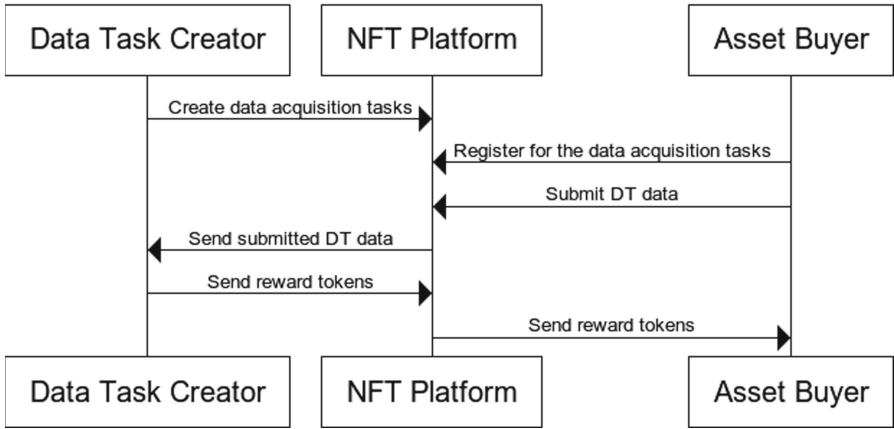 Data Task Creator
NFT Platform
Asset Buyer
Create data acquisition tasks
Register for the data acquisition tasks
Submit DT data
Send submitted DT data
Send reward tokens
Send reward tokens
Data Task Creator
NFT Platform
Asset Buyer